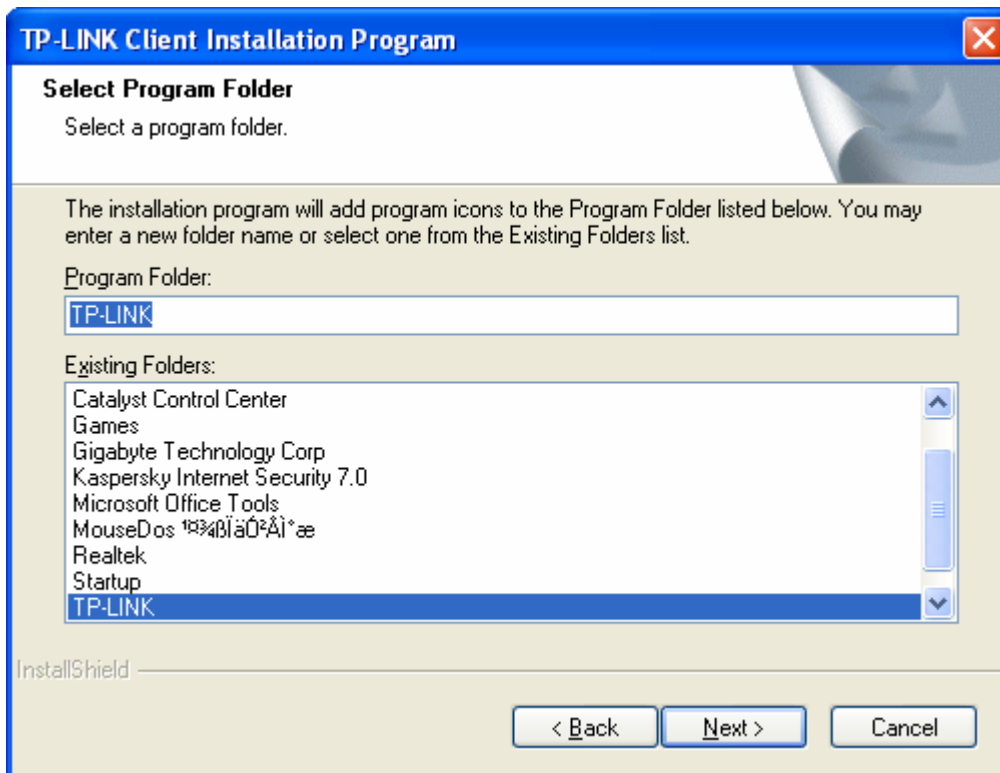 TP-LINK Client Installation Program
Select Program Folder
Select a program folder.
The installation program will add program icons to the Program Folder listed below. You may
enter a new folder name or select one from the Existing Folders list.
Program Folder:
TP-LINK
Existing Folders:
Catalyst Control Center
Games
Gigabyte Technology Corp
Kaspersky Internet Security 7.0
Microsoft Office Tools
MouseDos ¹¤¾ßÏäÓ²ÅÌ°æ
Realtek
Startup
TP-LINK
InstallShield
< Back
Next >
Cancel